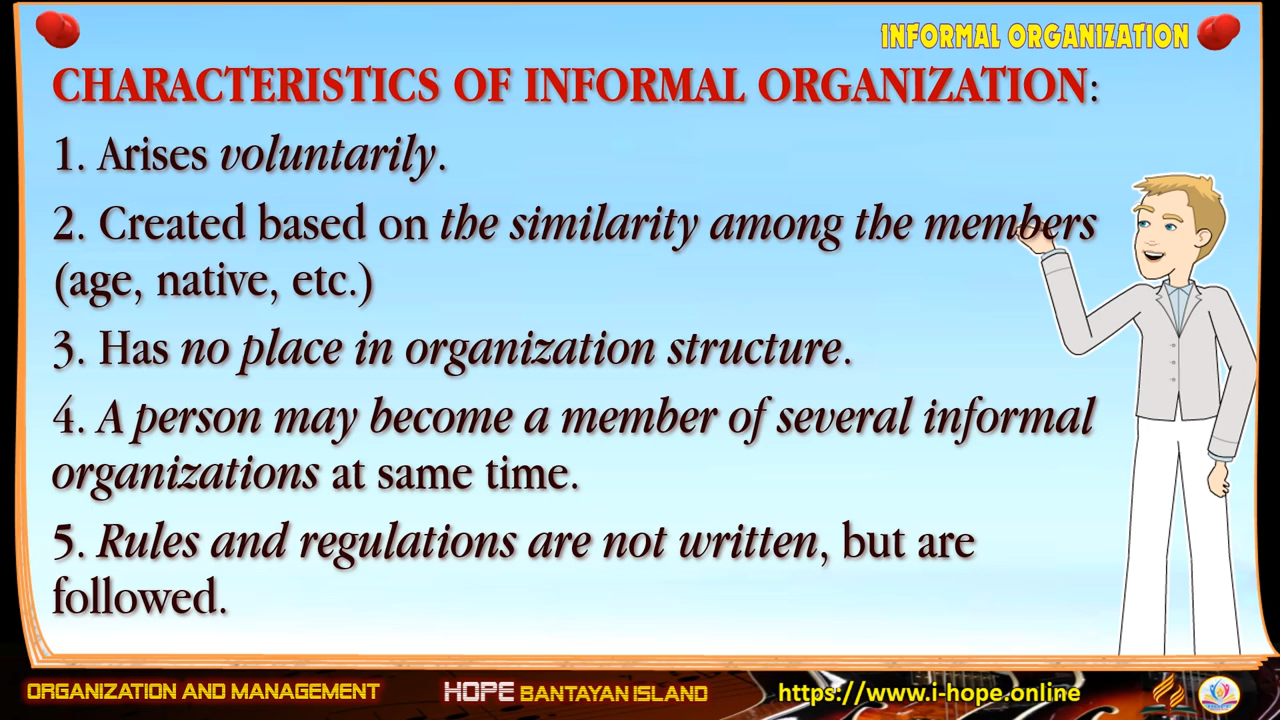 INFORMAL ORGANIZATION
CHARACTERISTICS OF INFORMAL ORGANIZATION:
1. Arises voluntarily.
2. Created based on the similarity among the members
(age, native, etc.)
3. Has no place in organization structure.
4. A person may become a member of several informal
organizations at same time.
5. Rules and regulations are not written, but are
followed.
ORGANIZATION AND MANAGEMENT HOPE BANTAYAN ISLAND https://www.i-hope.online